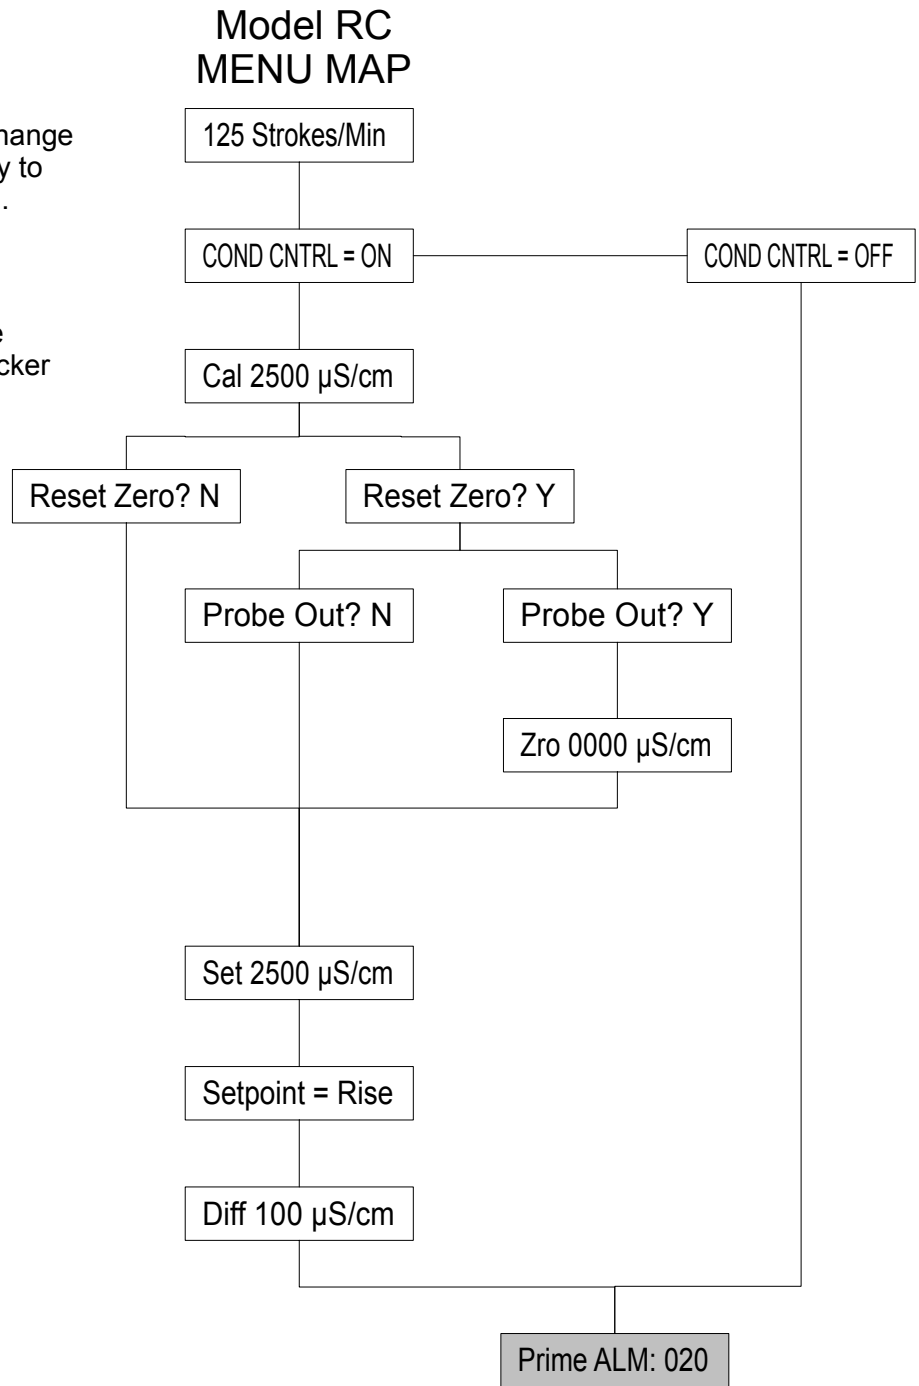 Model RC
MENU MAP
125 Strokes/Min
y to
.
COND CNTRL = ON
COND CNTRL = OFF
Cal 2500 µS/cm
Reset Zero? N
Reset Zero? Y
Probe Out? N
Probe Out? Y
Zro 0000 µS/cm
Set 2500 µS/cm
Setpoint = Rise
Diff 100 µS/cm
Prime ALM: 020